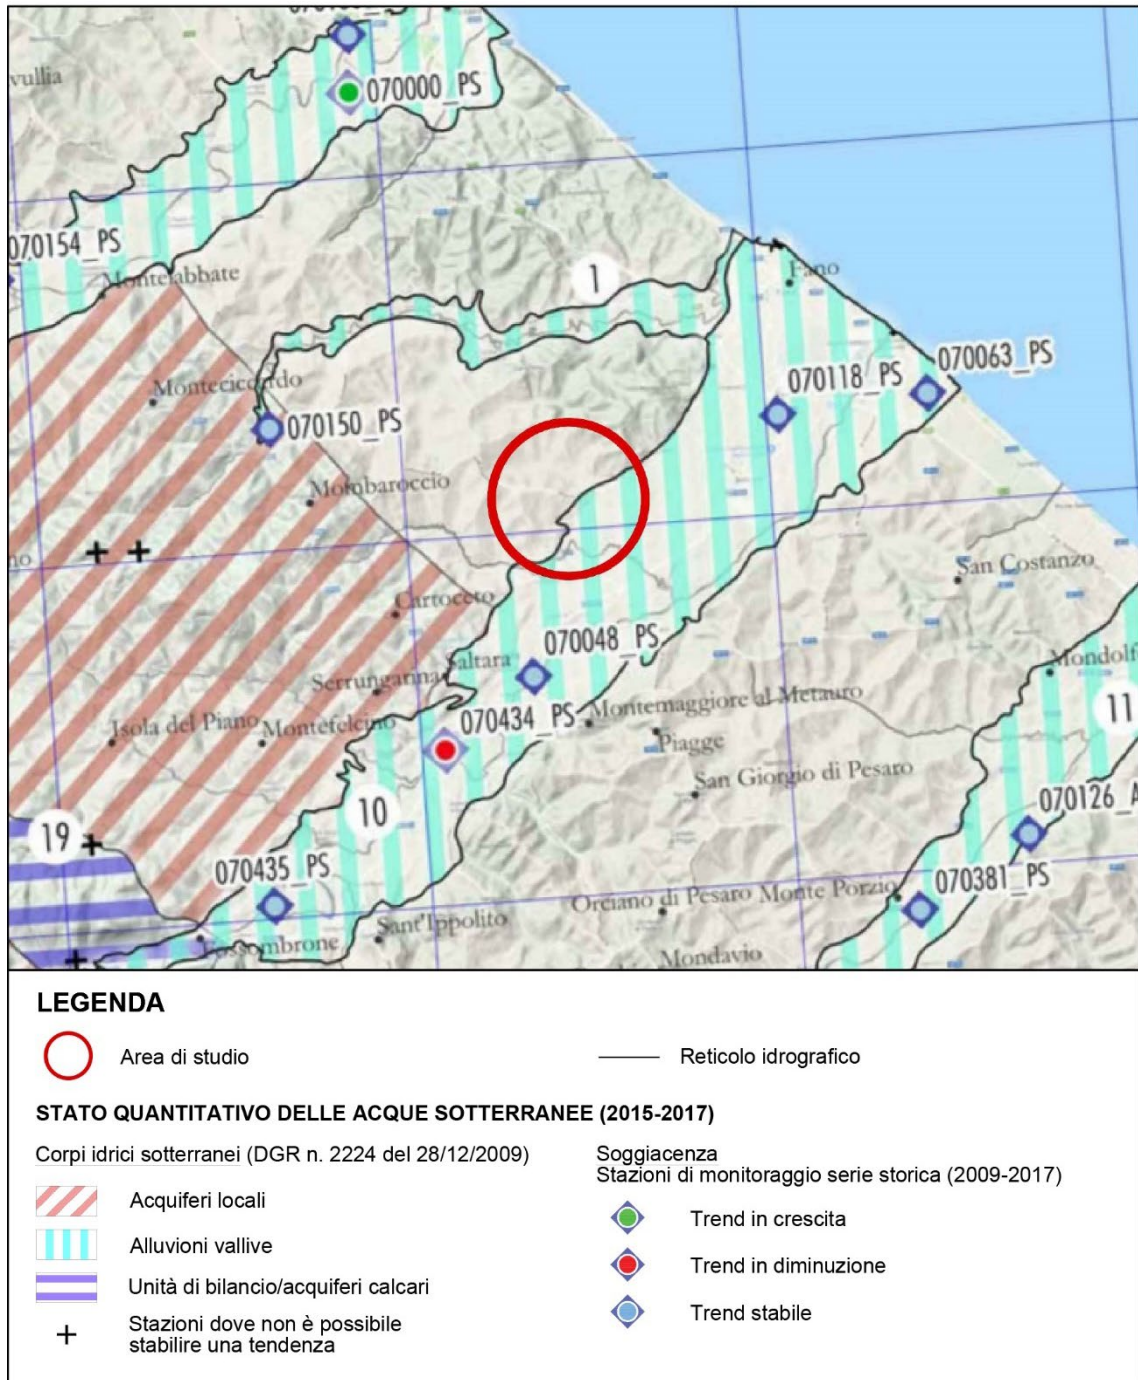 vullia
070000_PS
070154_PS
Montelabbate
1
Fano
Monteciccardo
070150_PS
070118_PS
070063_PS
Mombaroccio
San Costanzo
Cartoceto
070048_PS
Saltara
Mondolf
Serrungarina
Isola del Piano
Montefelcino
070434_PS
Montemaggiore al Metauro
11
Piagge
San Giorgio di Pesaro
19
10
070126_A
070435_PS
070381_PS
Orciano di Pesaro
Monte Porzio
Fossombrone
Sant'Ippolito
Mondavio
LEGENDA
Area di studio
Reticolo idrografico
STATO QUANTITATIVO DELLE ACQUE SOTTERRANEE (2015-2017)
Corpi idrici sotterranei (DGR n. 2224 del 28/12/2009)
Acquiferi locali
Alluvioni vallive
Unità di bilancio/acquiferi calcari
Stazioni dove non è possibile
stabilire una tendenza
Soggiacenza
Stazioni di monitoraggio serie storica (2009-2017)
Trend in crescita
Trend in diminuzione
Trend stabile